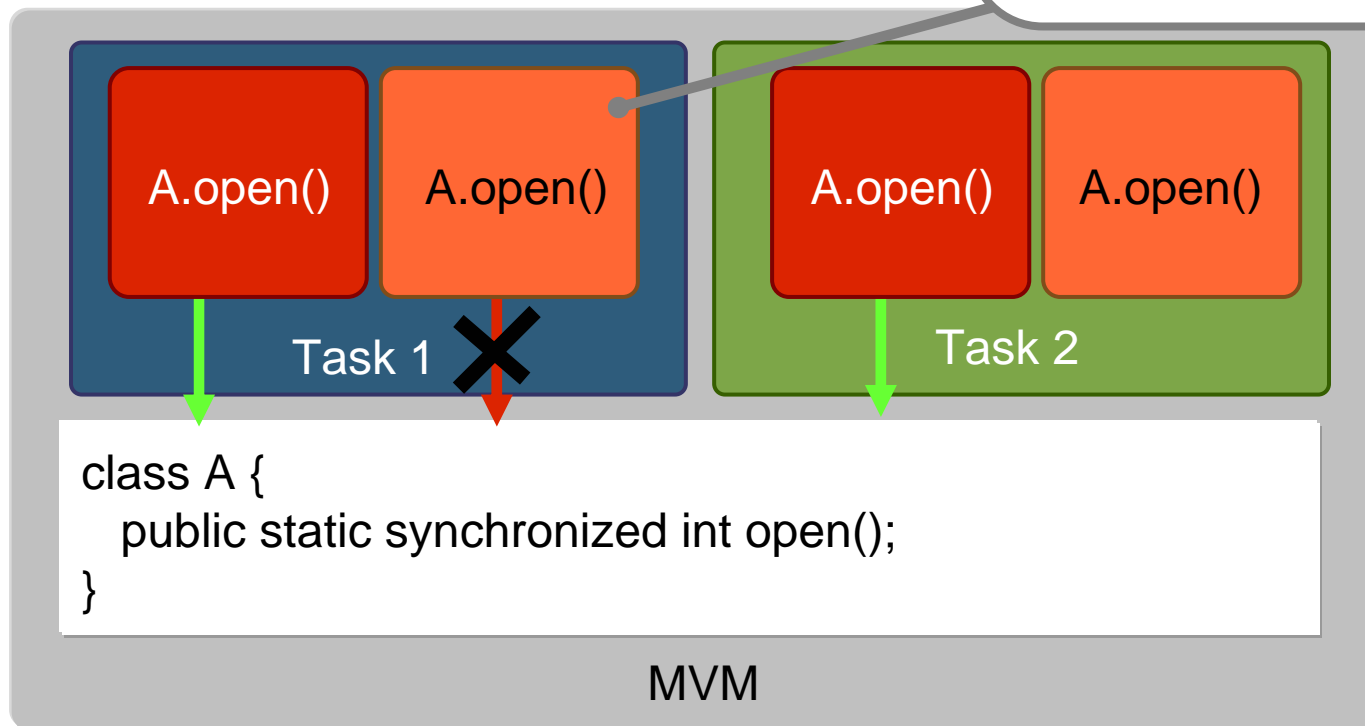 A.open()
A.open()
A.open()
A.open()
Task 1
Task 2
class A {
public static synchronized int open();
}
MVM